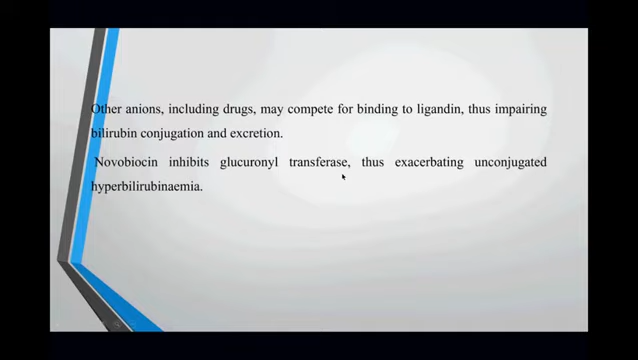 Other anions, including drugs, may compete for binding to ligandin, thus impairing
bilirubin conjugation and excretion.
Novobiocin inhibits glucuronyl transferase, thus exacerbating unconjugated
hyperbilirubinaemia.